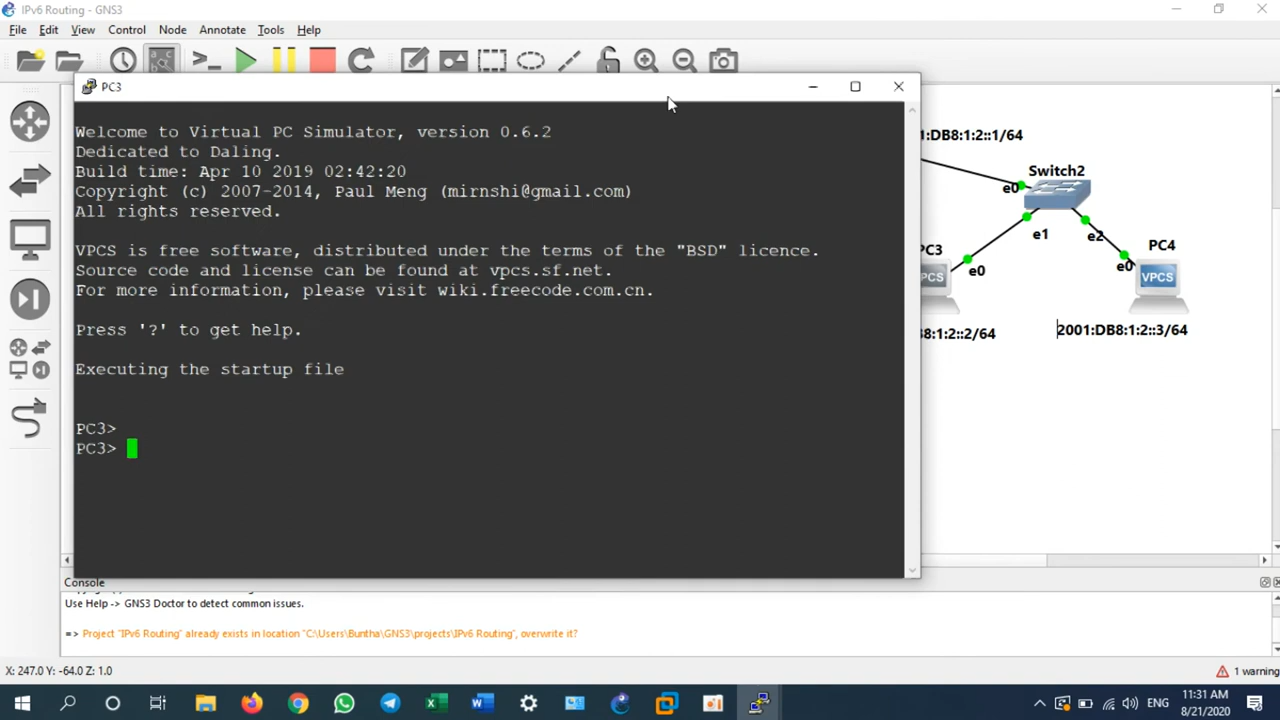 IPv6 Routing - GNS3
File Edit View Control Node Annotate Tools Help
PC3
Welcome to Virtual PC Simulator, version 0.6.2
Dedicated to Daling.
Build time: Apr 10 2019 02:42:20
Copyright (c) 2007-2014, Paul Meng (mirnshi@gmail.com)
All rights reserved.
VPCS is free software, distributed under the terms of the "BSD" licence.
Source code and license can be found at vpcs.sf.net.
For more information, please visit wiki.freecode.com.cn.
Press '?' to get help.
Executing the startup file
PC3>
PC3>
:DB8:1:2::1/64
Switch2
e0
e1
e2
PC3
e0
VPCS
:1:2::2/64
PC4
e0
VPCS
2001:DB8:1:2::3/64
Console
Use Help -> GNS3 Doctor to detect common issues.
=> Project "IPv6 Routing" already exists in location "C:\Users\Buntha\GNS3\projects\IPv6 Routing", overwrite it?
X: 247.0 Y: -64.0 Z: 1.0
1 warning
ENG
11:31 AM
8/21/2020